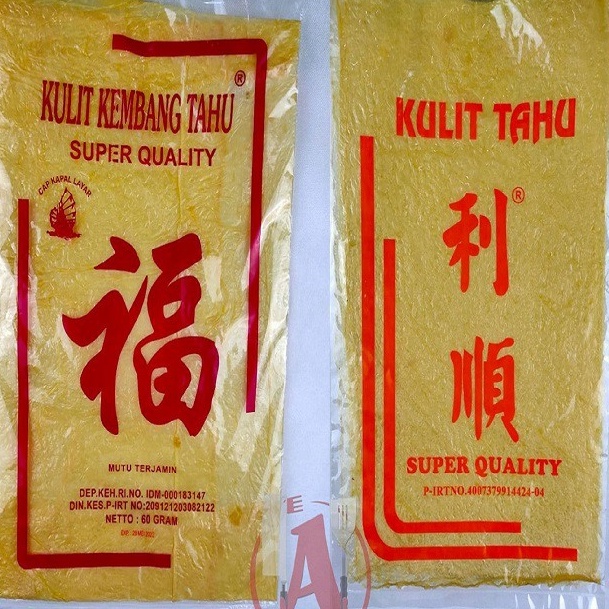 KULIT KEMBANG TAHU
®
SUPER QUALITY
CAP KAPAL LAYAR
福
MUTU TERJAMIN
DEP.KEH.RI.NO. IDM-000183147
DIN.KES.P-IRT NO:209121203082122
NETTO : 60 GRAM
KULIT TAHU
利
®
順
SUPER QUALITY
P-IRTNO.4007379914424-04
E
A